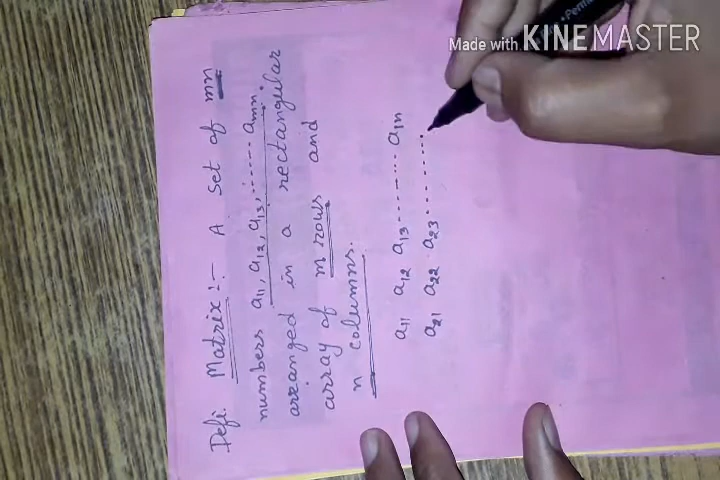 Defi. Matrix :- A set of mn
numbers a11, a12, a13, ...... amn.
arranged in a rectangular
array of m rows and
n columns.
a11 a12 a13 ....... a1n
a21 a22 a23 .......
Made with KINEMASTER